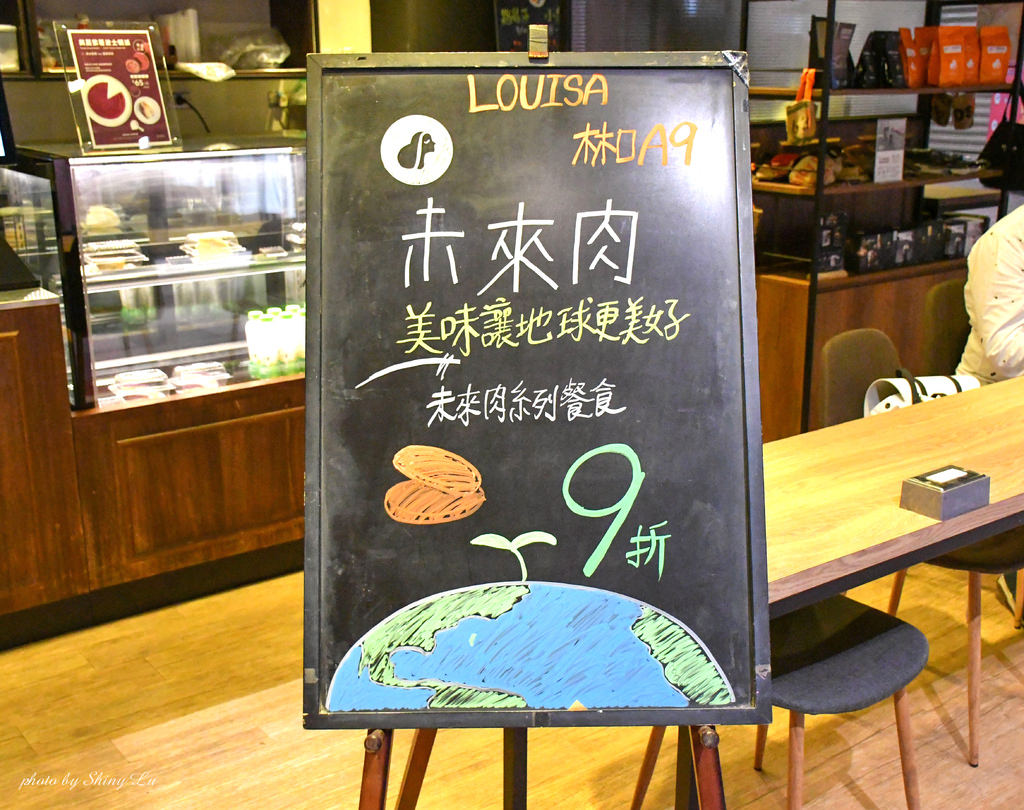 LOUISA
林口A9
未來肉
美味讓地球更美好
未來肉系列餐食
9折
photo by Shiny Lu